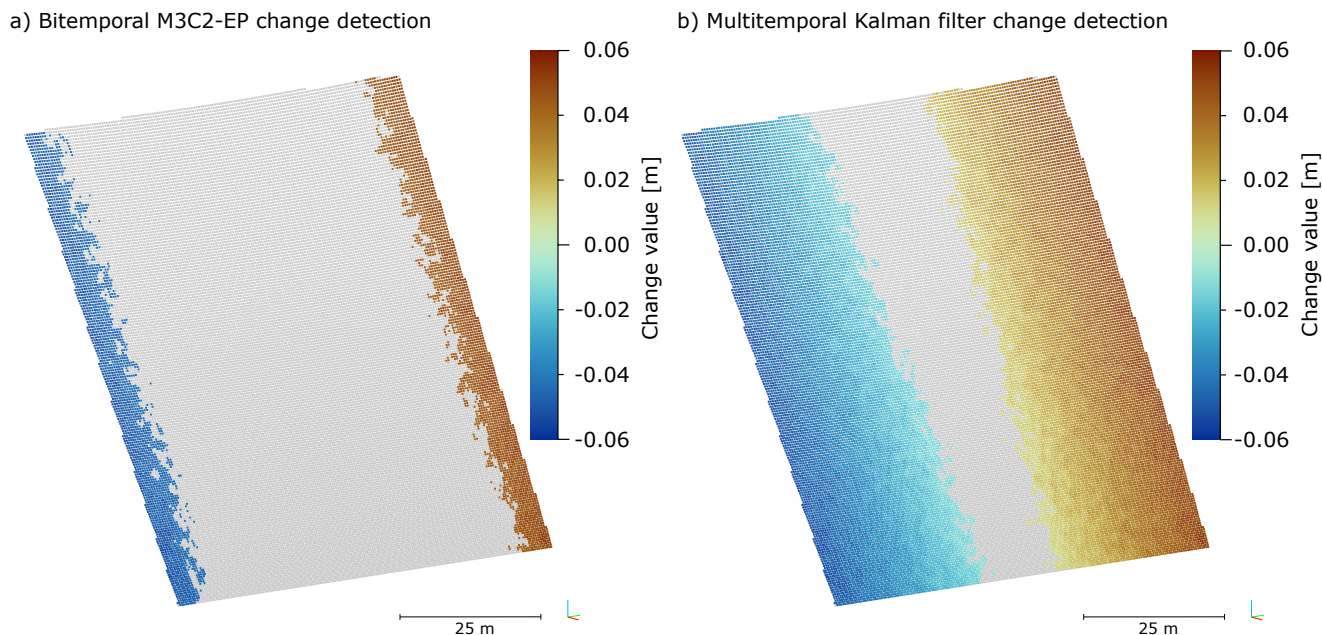 a) Bitemporal M3C2-EP change detection
0.06
0.04
0.02
0.00
-0.02
-0.04
-0.06
Change value [m]
25 m
b) Multitemporal Kalman filter change detection
0.06
0.04
0.02
0.00
-0.02
-0.04
-0.06
Change value [m]
25 m